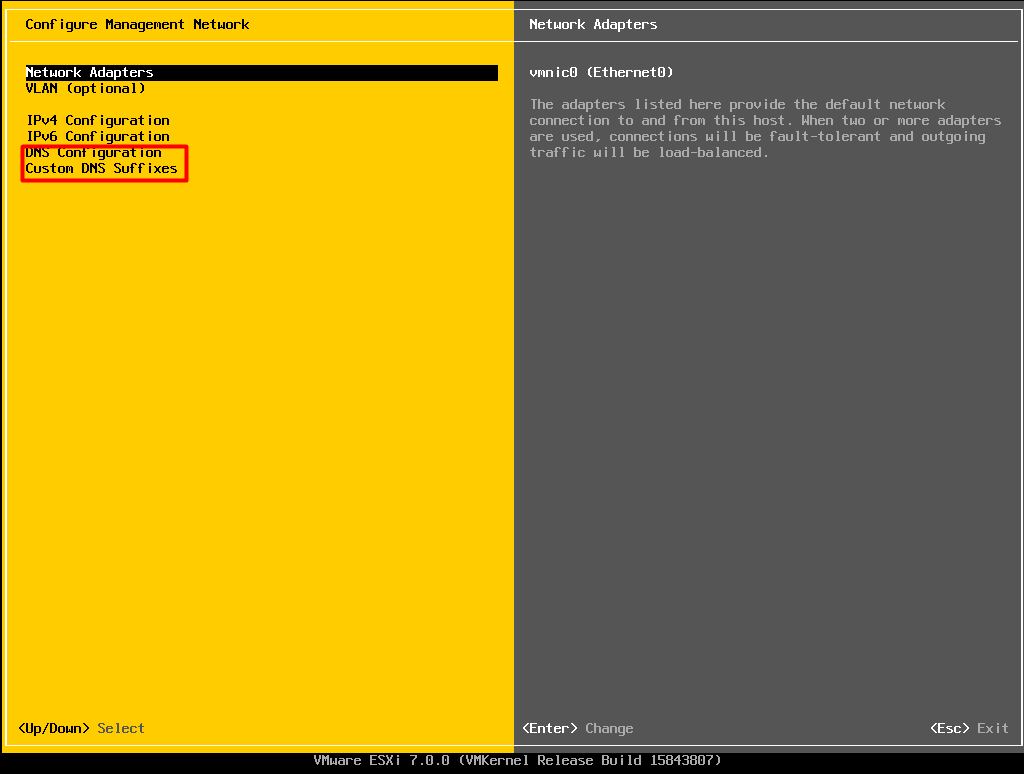 Configure Management Network
Network Adapters
VLAN (optional)
IPv4 Configuration
IPv6 Configuration
DNS Configuration
Custom DNS Suffixes
<Up/Down> Select
Network Adapters
vmnic0 (Ethernet0)
The adapters listed here provide the default network
connection to and from this host. When two or more adapters
are used, connections will be fault-tolerant and outgoing
traffic will be load-balanced.
<Enter> Change
<Esc> Exit
VMware ESXi 7.0.0 (VMKernel Release Build 15843807)